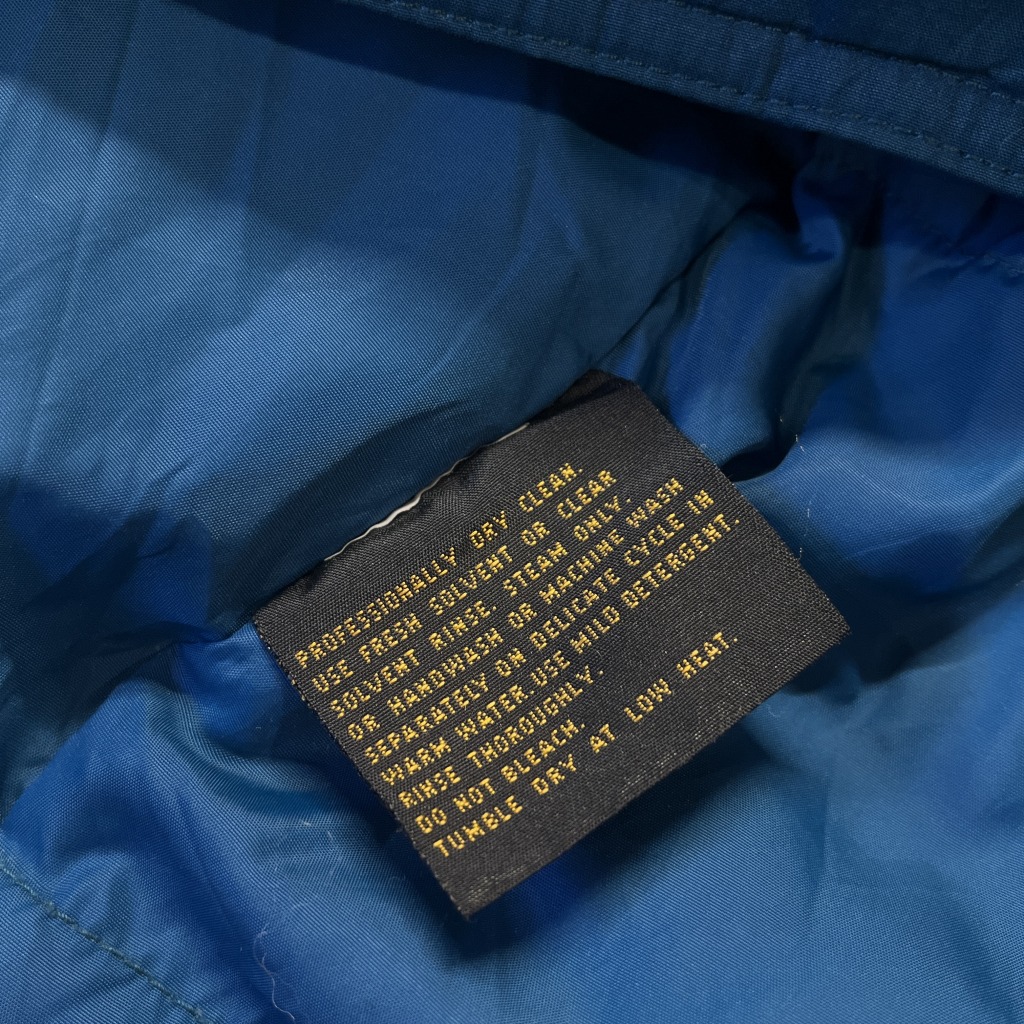 PROFESSIONALLY DRY CLEAN.
USE FRESH SOLVENT OR CLEAR
SOLVENT RINSE. STEAM ONLY.
OR HANDWASH OR MACHINE WASH
SEPARATELY ON DELICATE CYCLE IN
WARM WATER.USE MILD DETERGENT.
RINSE THOROUGHLY.
DO NOT BLEACH.
TUMBLE DRY AT LOW HEAT.